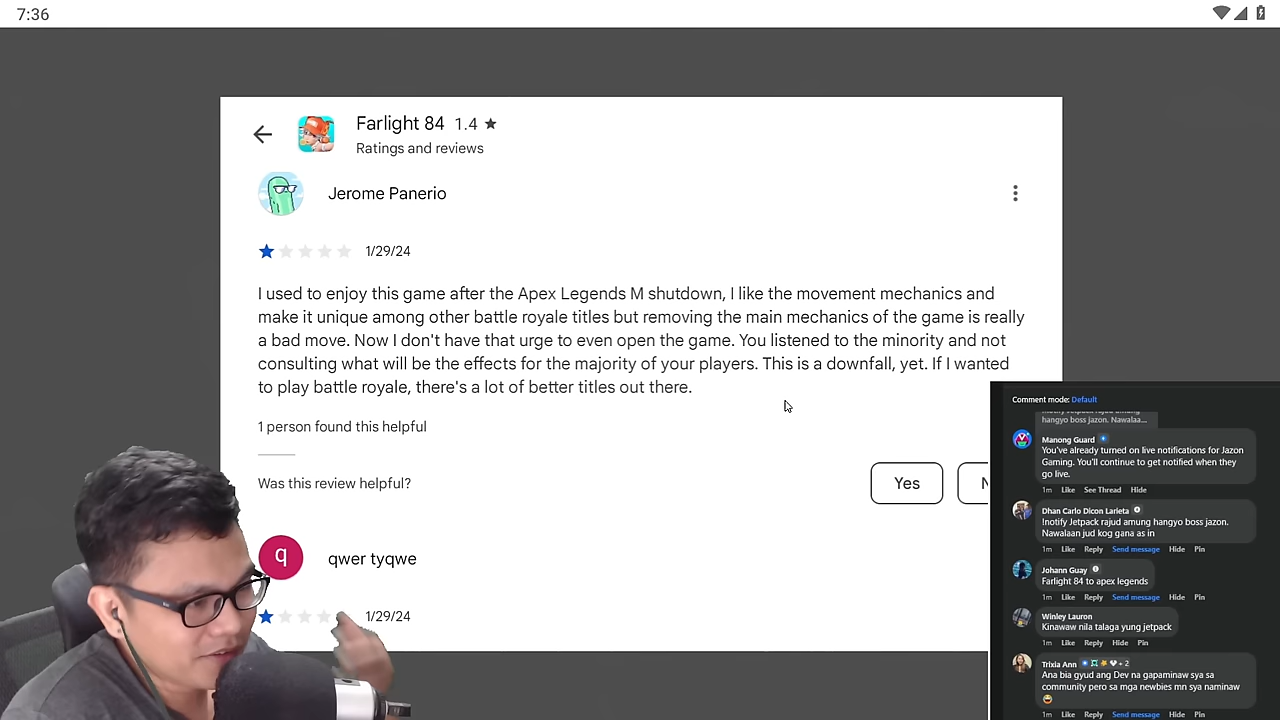 7:36
Farlight 84 1.4 ★
Ratings and reviews
Jerome Panerio
1/29/24
I used to enjoy this game after the Apex Legends M shutdown, I like the movement mechanics and
make it unique among other battle royale titles but removing the main mechanics of the game is really
a bad move. Now I don't have that urge to even open the game. You listened to the minority and not
consulting what will be the effects for the majority of your players. This is a downfall, yet. If I wanted
to play battle royale, there's a lot of better titles out there.
1 person found this helpful
Was this review helpful?
Yes
N
q
qwer tyqwe
1/29/24
Comment mode: Default
hangyo boss jazon. Nawalaa...
Manong Guard
You've already turned on live notifications for Jazon
Gaming. You'll continue to get notified when they
go live.
1m Like See Thread Hide
Dhan Carlo Dicon Larieta
!notify Jetpack rajud amung hangyo boss jazon.
Nawalaan jud kog gana as in
1m Like Reply Send message Hide Pin
Johann Guay
Farlight 84 to apex legends
1m Like Reply Send message Hide Pin
Winley Lauron
Kinawaw nila talaga yung jetpack
1m Like Reply Hide Pin
Trixia Ann + 2
Ana bia gyud ang Dev na gapaminaw sya sa
community pero sa mga newbies mn sya naminaw
😂
1m Like Reply Send message Hide Pin